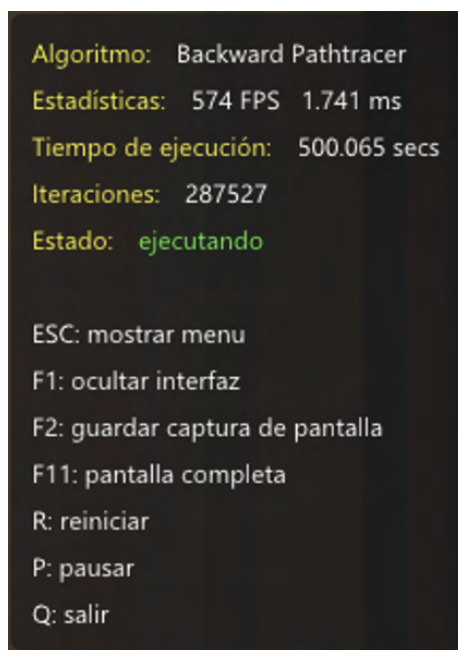 Algoritmo: Backward Pathtracer
Estadísticas: 574 FPS 1.741 ms
Tiempo de ejecución: 500.065 secs
Iteraciones: 287527
Estado: ejecutando
ESC: mostrar menu
F1: ocultar interfaz
F2: guardar captura de pantalla
F11: pantalla completa
R: reiniciar
P: pausar
Q: salir